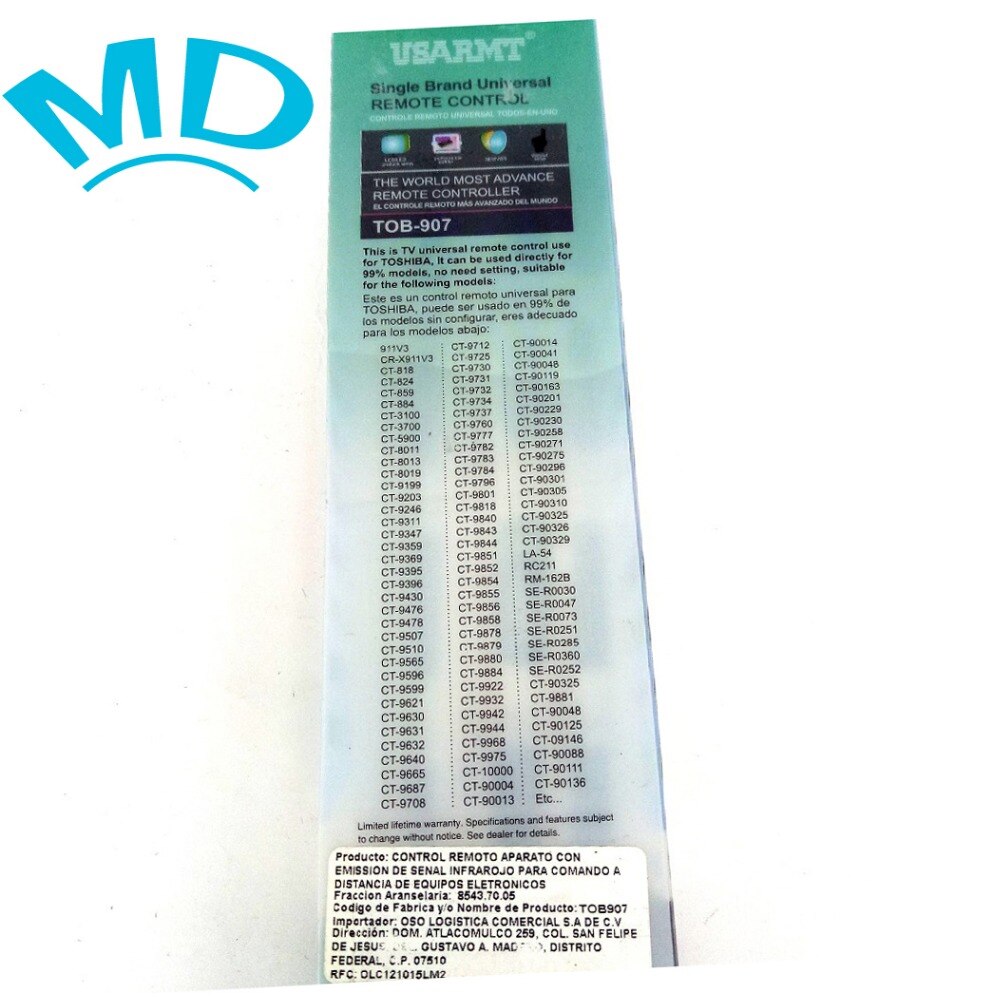 MD
USARMT®
Single Brand Universal
REMOTE CONTROL
CONTROLE REMOTO UNIVERSAL TODOS-EN-UNO
THE WORLD MOST ADVANCE
REMOTE CONTROLLER
EL CONTROLE REMOTO MÁS AVANZADO DEL MUNDO
TOB-907
This is TV universal remote control use
for TOSHIBA, It can be used directly for
99% models, no need setting, suitable
for the following models:
Este es un control remoto universal para
TOSHIBA, puede ser usado en 99% de
los modelos sin configurar, eres adecuado
para los modelos abajo:
911V3
CR-X911V3
CT-818
CT-824
CT-859
CT-884
CT-3100
CT-3700
CT-5900
CT-8011
CT-8013
CT-8019
CT-9199
CT-9203
CT-9246
CT-9311
CT-9347
CT-9359
CT-9369
CT-9395
CT-9396
CT-9430
CT-9476
CT-9478
CT-9507
CT-9510
CT-9565
CT-9596
CT-9599
CT-9621
CT-9630
CT-9631
CT-9632
CT-9640
CT-9665
CT-9687
CT-9708
CT-9712
CT-9725
CT-9730
CT-9731
CT-9732
CT-9734
CT-9737
CT-9760
CT-9777
CT-9782
CT-9783
CT-9784
CT-9796
CT-9801
CT-9818
CT-9840
CT-9843
CT-9844
CT-9851
CT-9852
CT-9854
CT-9855
CT-9856
CT-9858
CT-9878
CT-9879
CT-9880
CT-9884
CT-9922
CT-9932
CT-9942
CT-9944
CT-9968
CT-9975
CT-10000
CT-90004
CT-90013
CT-90014
CT-90041
CT-90048
CT-90119
CT-90163
CT-90201
CT-90229
CT-90230
CT-90258
CT-90271
CT-90275
CT-90296
CT-90301
CT-90305
CT-90310
CT-90325
CT-90326
CT-90329
LA-54
RC211
RM-162B
SE-R0030
SE-R0047
SE-R0073
SE-R0251
SE-R0285
SE-R0360
SE-R0252
CT-90325
CT-9881
CT-90048
CT-90125
CT-09146
CT-90088
CT-90111
CT-90136
Etc...
Limited lifetime warranty. Specifications and features subject
to change without notice. See dealer for details.
Producto: CONTROL REMOTO APARATO CON
EMISSION DE SENAL INFRAROJO PARA COMANDO A
DISTANCIA DE EQUIPOS ELETRONICOS
Fraccion Aranselaria: 8543.70.05
Codigo de Fabrica y/o Nombre de Producto: TOB907
Importador: OSO LOGISTICA COMERCIAL S.A DE C.V
Dirección: DOM. ATLACOMULCO 259, COL. SAN FELIPE
DE JESUS, GUSTAVO A. DISTRITO
FEDERAL, C.P. 07510
RFC: OLC121015LM2